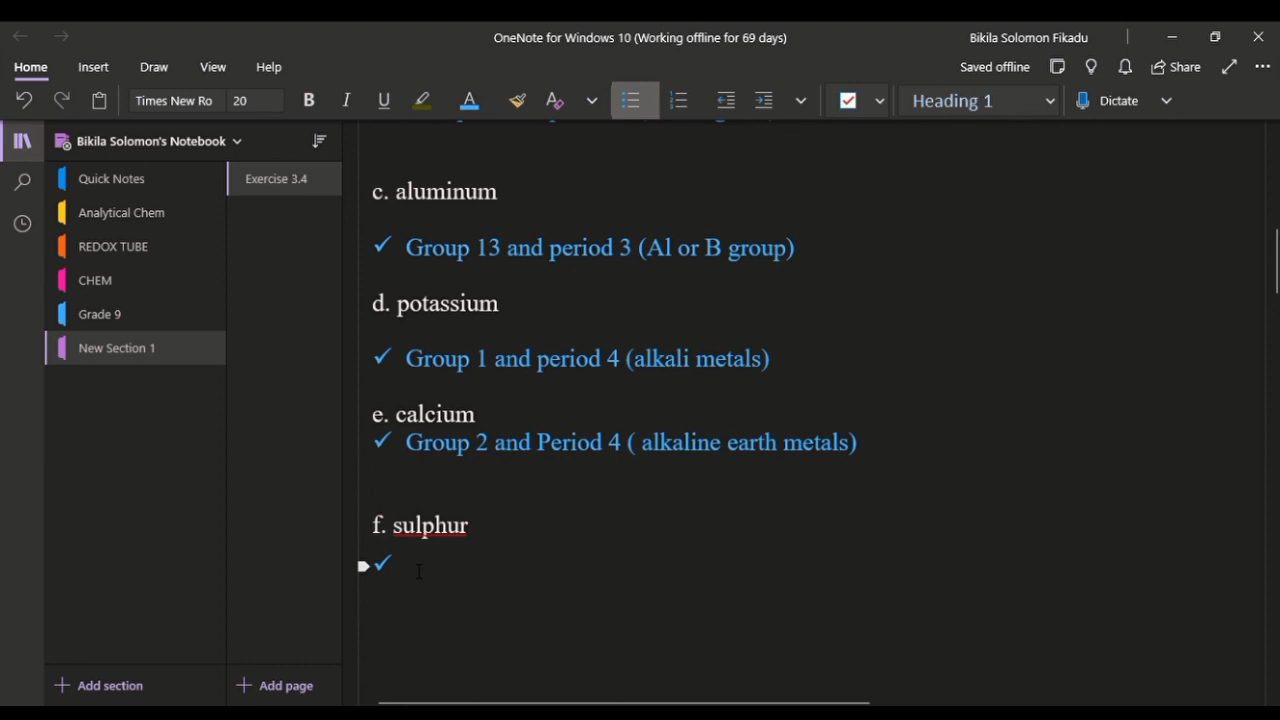 OneNote for Windows 10 (Working offline for 69 days)
Bikila Solomon Fikadu
Home
Insert
Draw
View
Help
Saved offline
Share
Times New Ro
20
B
I
U
A
A
Heading 1
Dictate
Bikila Solomon's Notebook
Quick Notes
Analytical Chem
REDOX TUBE
CHEM
Grade 9
New Section 1
Exercise 3.4
c. aluminum
✓ Group 13 and period 3 (Al or B group)
d. potassium
✓ Group 1 and period 4 (alkali metals)
e. calcium
✓ Group 2 and Period 4 ( alkaline earth metals)
f. sulphur
✓
+ Add section
+ Add page